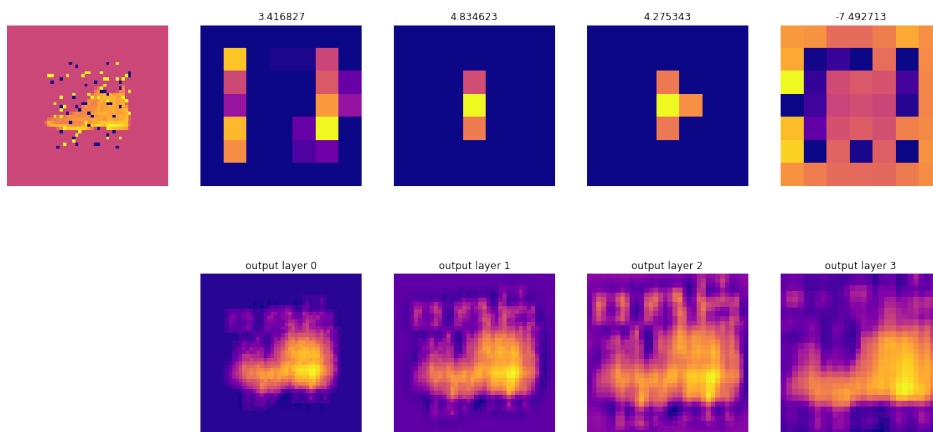 3.416827
4.834623
4.275343
-7.492713
output layer 0
output layer 1
output layer 2
output layer 3